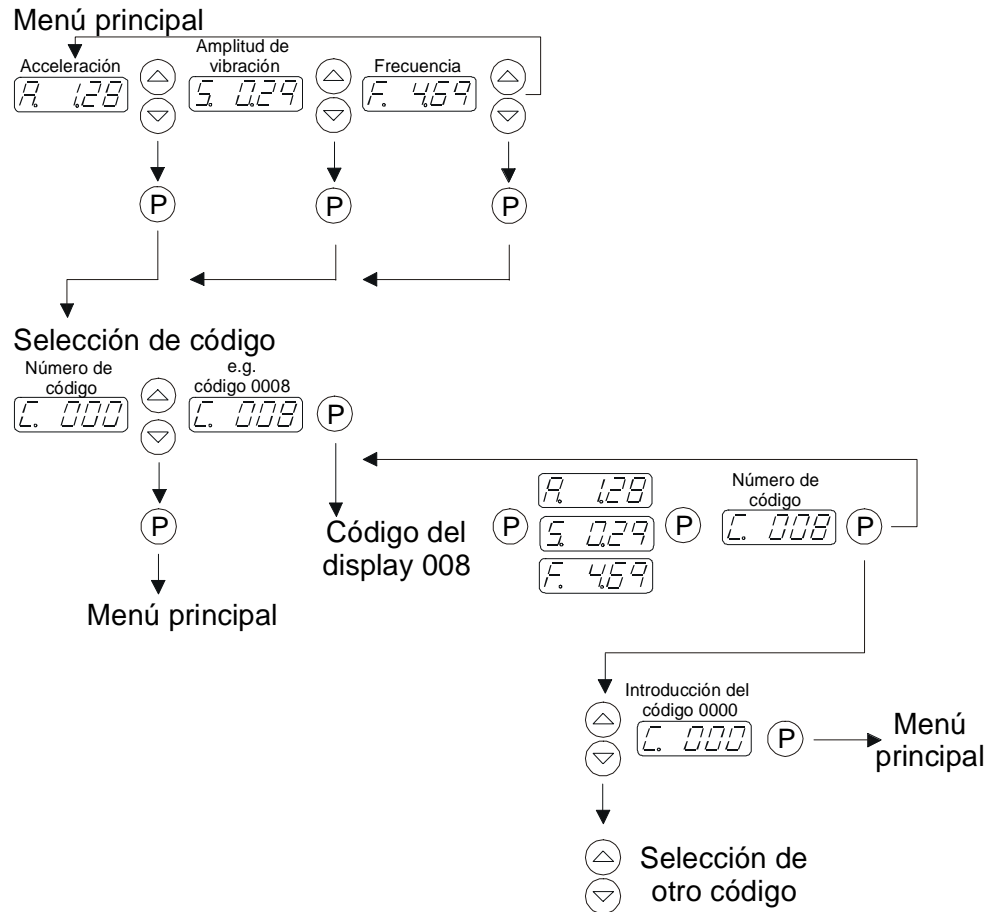 Menú principal
Acceleración
A. 1.28
Amplitud de
vibración
S. 0.29
Frecuencia
F. 4.69
P
P
P
Selección de código
Número de
código
C. 000
e.g.
código 0008
C. 008
P
P
Menú principal
Código del
display 008
P
A. 1.28
S. 0.29
F. 4.69
P
Número de
código
C. 008
P
Introducción del
código 0000
C. 000
P
Menú
principal
Selección de
otro código